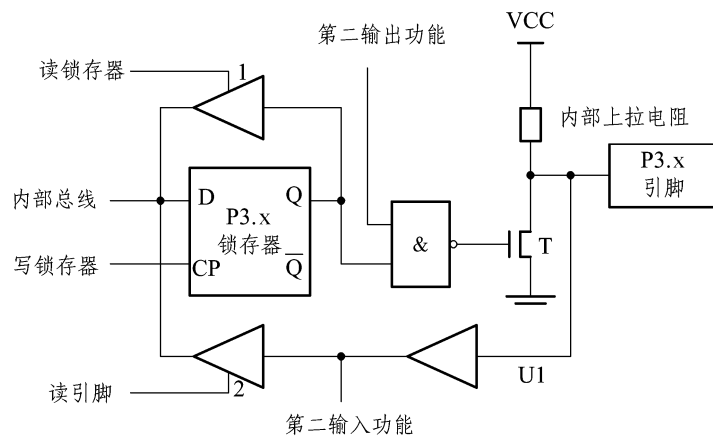 第二输出功能
VCC
读锁存器
1
内部上拉电阻
P3.x
引脚
内部总线
D
Q
P3.x
锁存器
&
T
写锁存器
CP
Q̅
U1
读引脚
2
第二输入功能